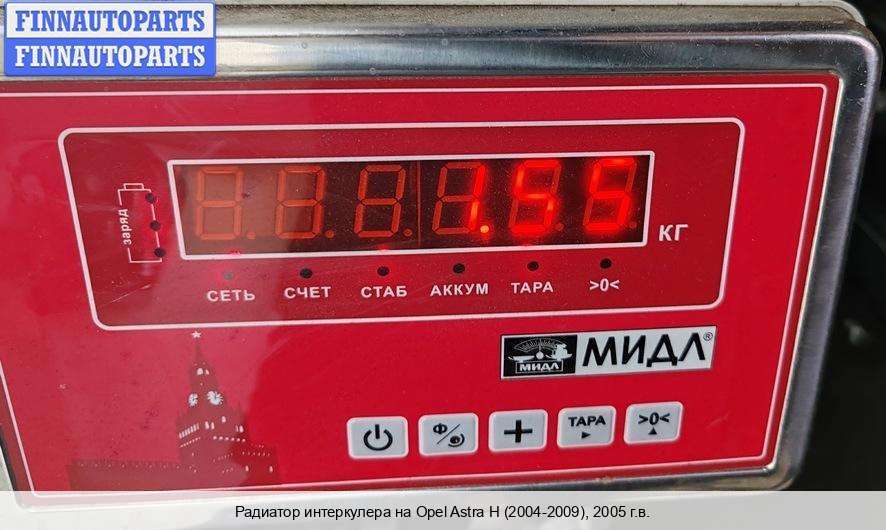 FINNAUTOPARTS
FINNAUTOPARTS
заряд
1.55
КГ
СЕТЬ СЧЕТ СТАБ АККУМ ТАРА >0<
МИДЛ МИДЛ®
Ф/ + ТАРА >0<
Радиатор интеркулера на Opel Astra H (2004-2009), 2005 г.в.